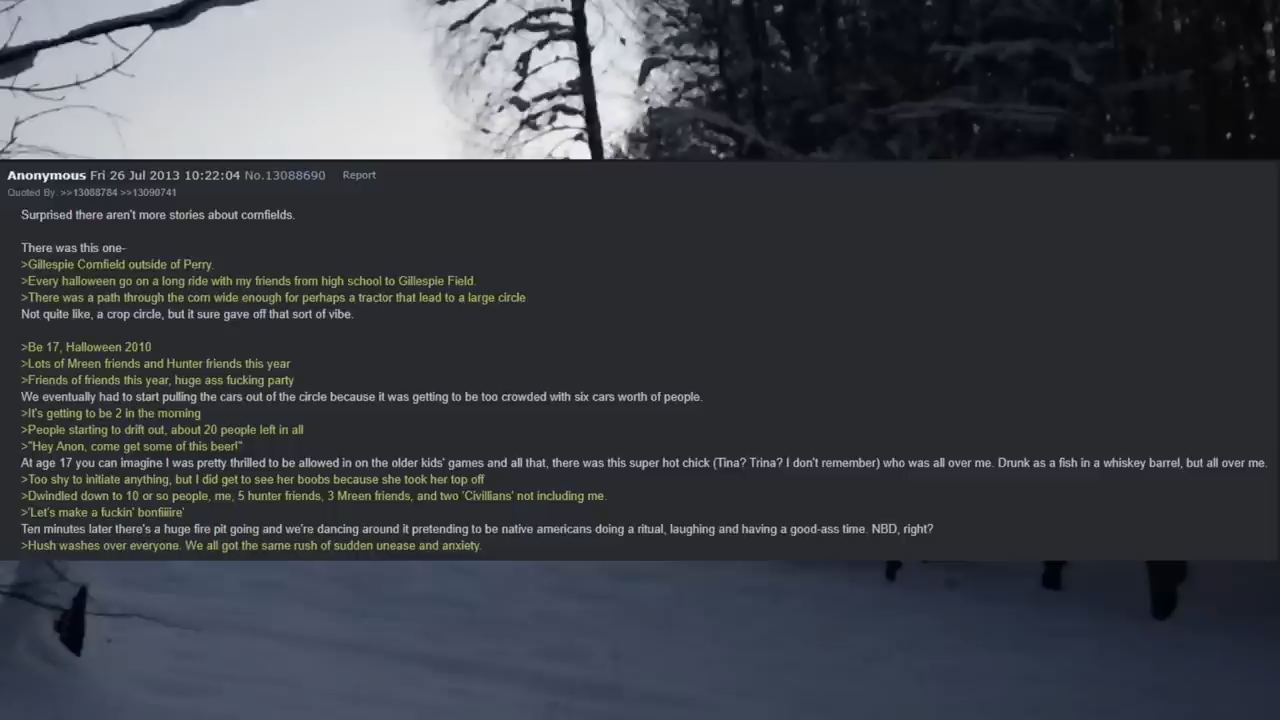 Anonymous Fri 26 Jul 2013 10:22:04 No.13088690 Report
Quoted By: >>13088784 >>13090741
Surprised there aren't more stories about cornfields.
There was this one-
>Gillespie Cornfield outside of Perry.
>Every halloween go on a long ride with my friends from high school to Gillespie Field.
>There was a path through the corn wide enough for perhaps a tractor that lead to a large circle
Not quite like, a crop circle, but it sure gave off that sort of vibe.
>Be 17, Halloween 2010
>Lots of Mreen friends and Hunter friends this year
>Friends of friends this year, huge ass fucking party
We eventually had to start pulling the cars out of the circle because it was getting to be too crowded with six cars worth of people.
>It's getting to be 2 in the morning
>People starting to drift out, about 20 people left in all
>"Hey Anon, come get some of this beer!"
At age 17 you can imagine I was pretty thrilled to be allowed in on the older kids' games and all that, there was this super hot chick (Tina? Trina? I don't remember) who was all over me. Drunk as a fish in a whiskey barrel, but all over me.
>Too shy to initiate anything, but I did get to see her boobs because she took her top off
>Dwindled down to 10 or so people, me, 5 hunter friends, 3 Mreen friends, and two 'Civillians' not including me.
>'Let's make a fuckin' bonfiiiire'
Ten minutes later there's a huge fire pit going and we're dancing around it pretending to be native americans doing a ritual, laughing and having a good-ass time. NBD, right?
>Hush washes over everyone. We all got the same rush of sudden unease and anxiety.